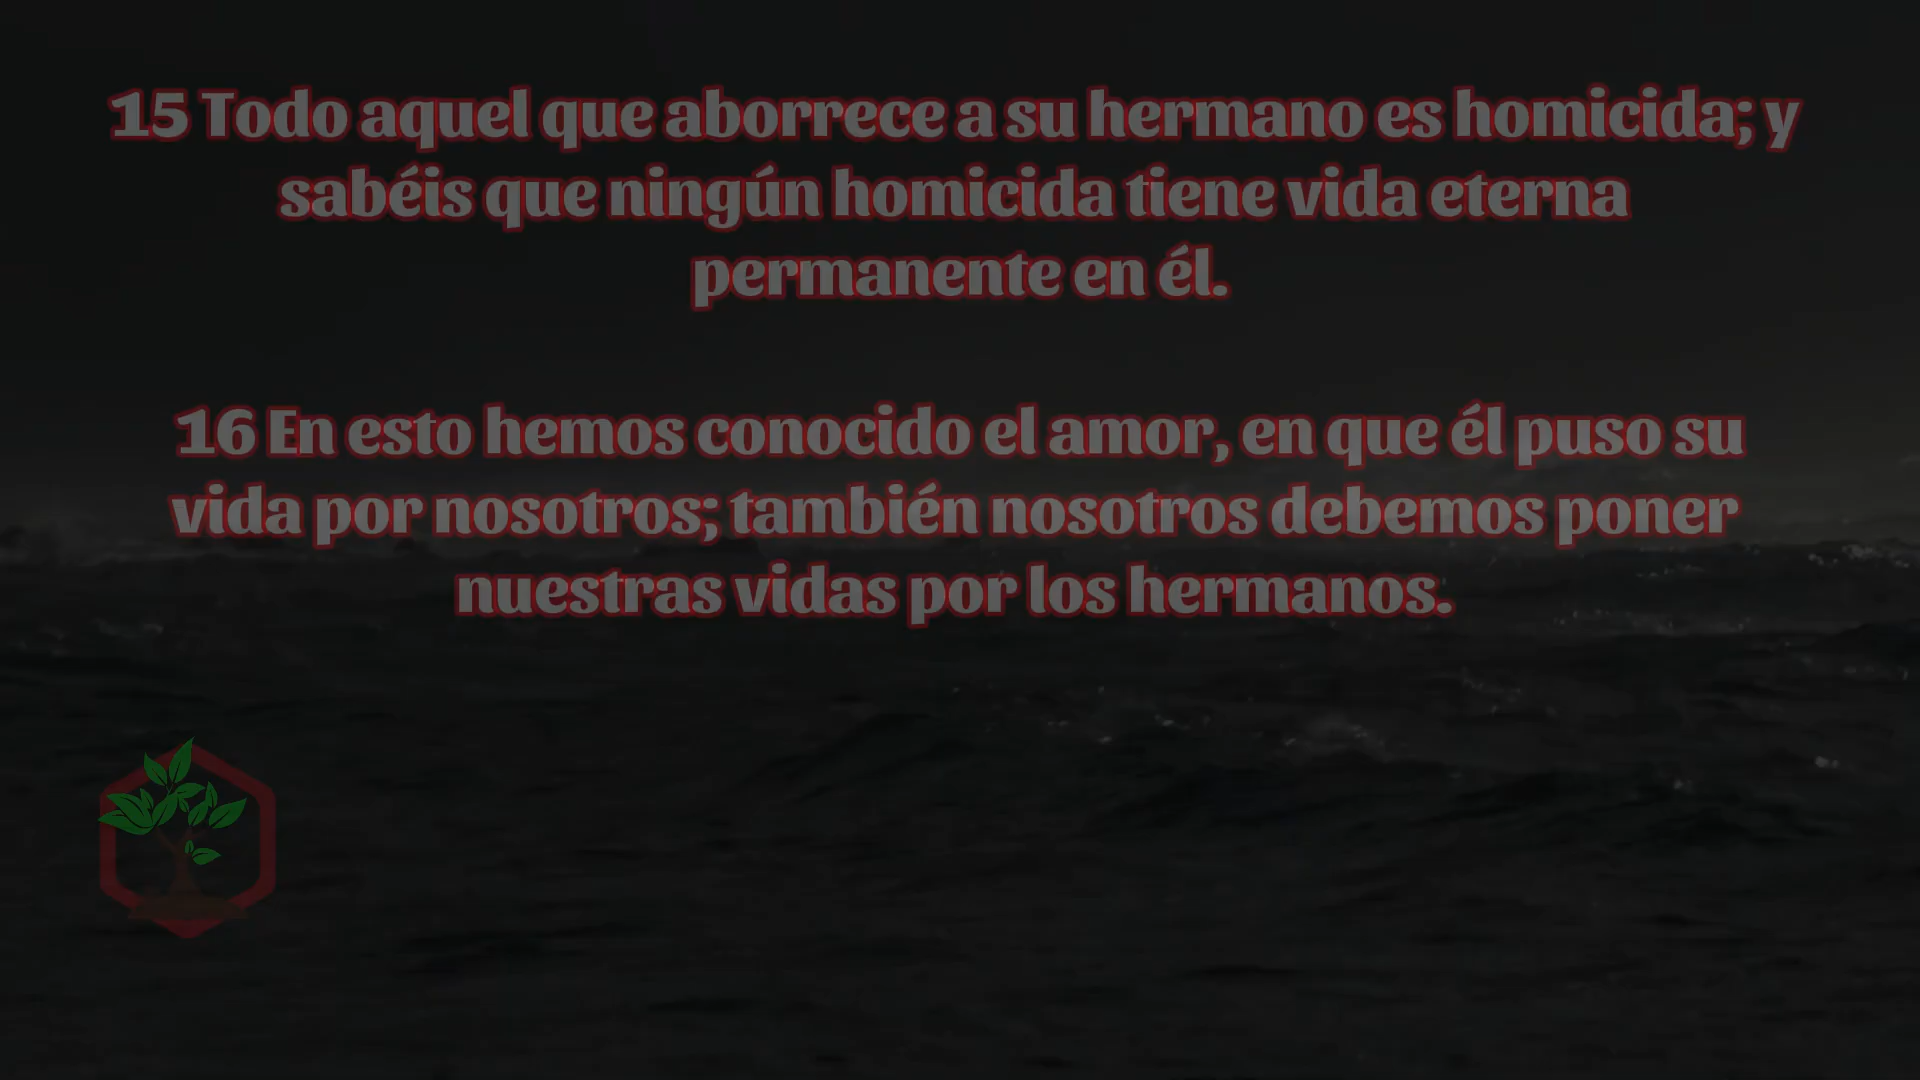 15 Todo aquel que aborrece a su hermano es homicida; y
sabéis que ningún homicida tiene vida eterna
permanente en él.
16 En esto hemos conocido el amor, en que él puso su
vida por nosotros; también nosotros debemos poner
nuestras vidas por los hermanos.